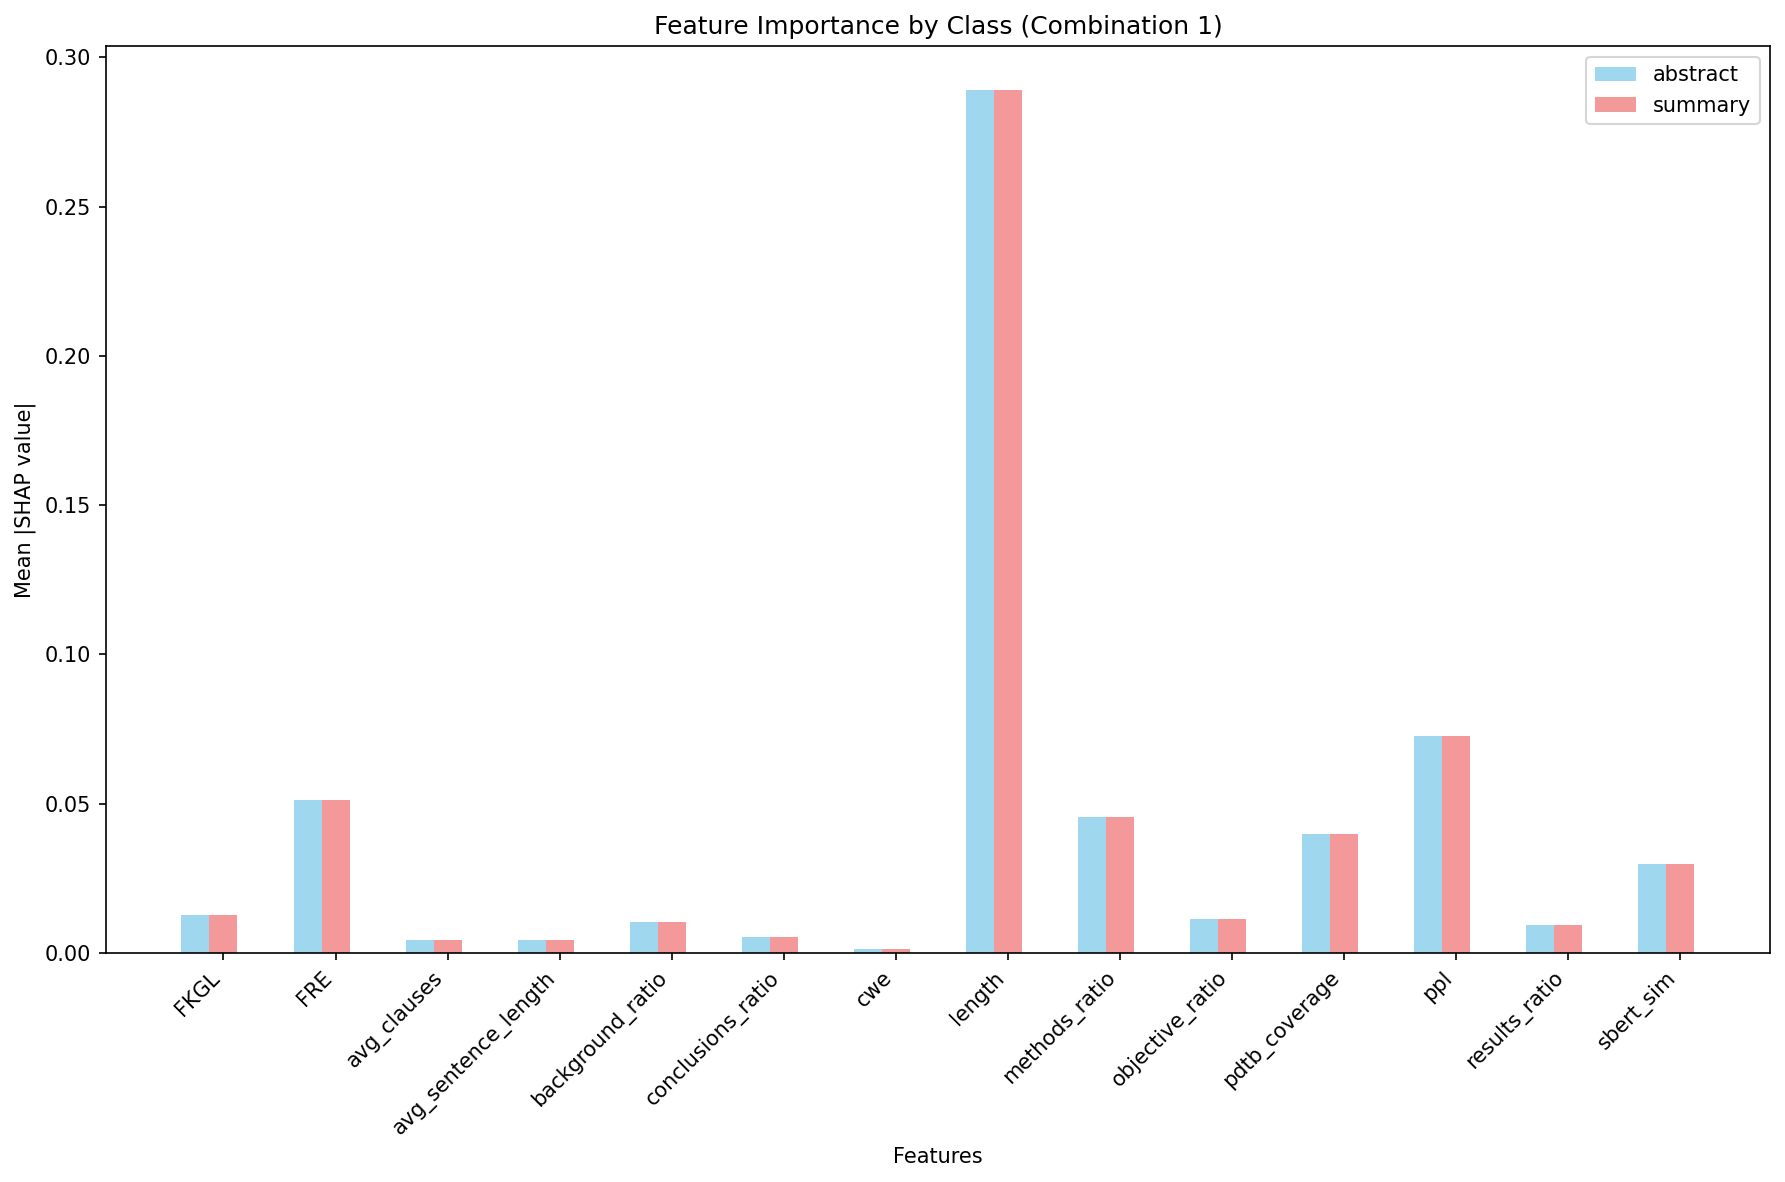 Feature Importance by Class (Combination 1)
abstract
summary
0.30
0.25
0.20
0.15
0.10
0.05
0.00
Mean |SHAP value|
FKGL
FRE
avg_clauses
avg_sentence_length
background_ratio
conclusions_ratio
cwe
length
methods_ratio
objective_ratio
pdtb_coverage
ppl
results_ratio
sbert_sim
Features